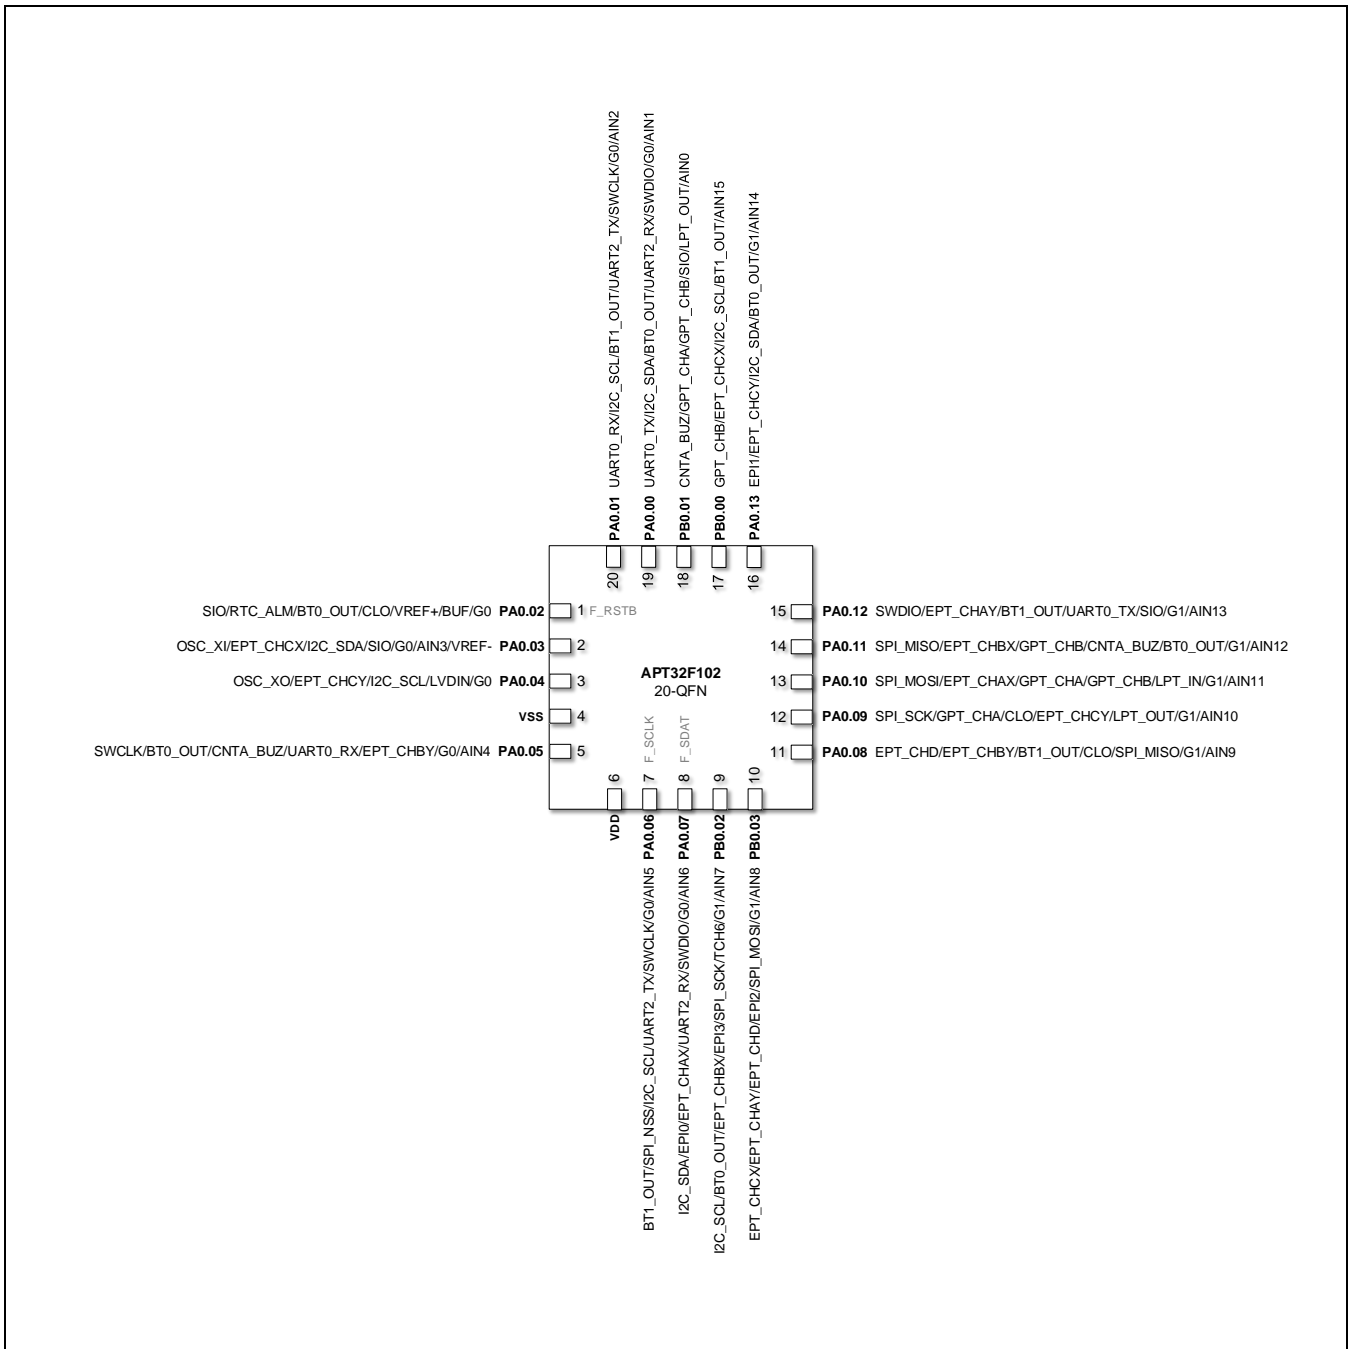 PA0.01 UART0_RX/I2C_SCL/BT1_OUT/UART2_TX/SWCLK/G0/AIN2
PA0.00 UART0_TX/I2C_SDA/BT0_OUT/UART2_RX/SWDIO/G0/AIN1
PB0.01 CNTA_BUZ/GPT_CHA/GPT_CHB/SIO/LPT_OUT/AIN0
PB0.00 GPT_CHB/EPT_CHCX/I2C_SCL/BT1_OUT/AIN15
PA0.13 EPI1/EPT_CHCY/I2C_SDA/BT0_OUT/G1/AIN14
20
19
18
17
16
SIO/RTC_ALM/BT0_OUT/CLO/VREF+/BUF/G0 PA0.02 1 F_RSTB
OSC_XI/EPT_CHCX/I2C_SDA/SIO/G0/AIN3/VREF- PA0.03 2
OSC_XO/EPT_CHCY/I2C_SCL/LVDIN/G0 PA0.04 3
VSS 4
SWCLK/BT0_OUT/CNTA_BUZ/UART0_RX/EPT_CHBY/G0/AIN4 PA0.05 5
APT32F102
20-QFN
15 PA0.12 SWDIO/EPT_CHAY/BT1_OUT/UART0_TX/SIO/G1/AIN13
14 PA0.11 SPI_MISO/EPT_CHBX/GPT_CHB/CNTA_BUZ/BT0_OUT/G1/AIN12
13 PA0.10 SPI_MOSI/EPT_CHAX/GPT_CHA/GPT_CHB/LPT_IN/G1/AIN11
12 PA0.09 SPI_SCK/GPT_CHA/CLO/EPT_CHCY/LPT_OUT/G1/AIN10
11 PA0.08 EPT_CHD/EPT_CHBY/BT1_OUT/CLO/SPI_MISO/G1/AIN9
6
7 F_SCLK
8 F_SDAT
9
10
VDD
BT1_OUT/SPI_NSS/I2C_SCL/UART2_TX/SWCLK/G0/AIN5 PA0.06
I2C_SDA/EPI0/EPT_CHAX/UART2_RX/SWDIO/G0/AIN6 PA0.07
I2C_SCL/BT0_OUT/EPT_CHBX/EPI3/SPI_SCK/TCH6/G1/AIN7 PB0.02
EPT_CHCX/EPT_CHAY/EPT_CHD/EPI2/SPI_MOSI/G1/AIN8 PB0.03